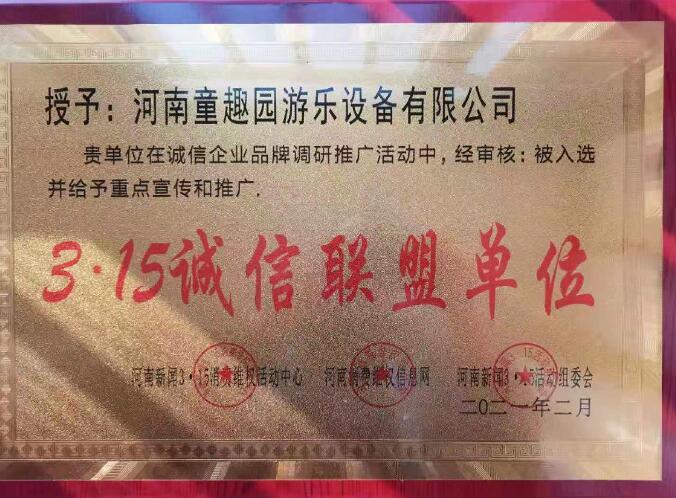 授予：河南童趣园游乐设备有限公司
贵单位在诚信企业品牌调研推广活动中，经审核：被入选
并给予重点宣传和推广.
3·15诚信联盟单位
河南新闻3·15消费维权活动中心 河南消费维权信息网 河南新闻3·15活动组委会
二〇二一年二月